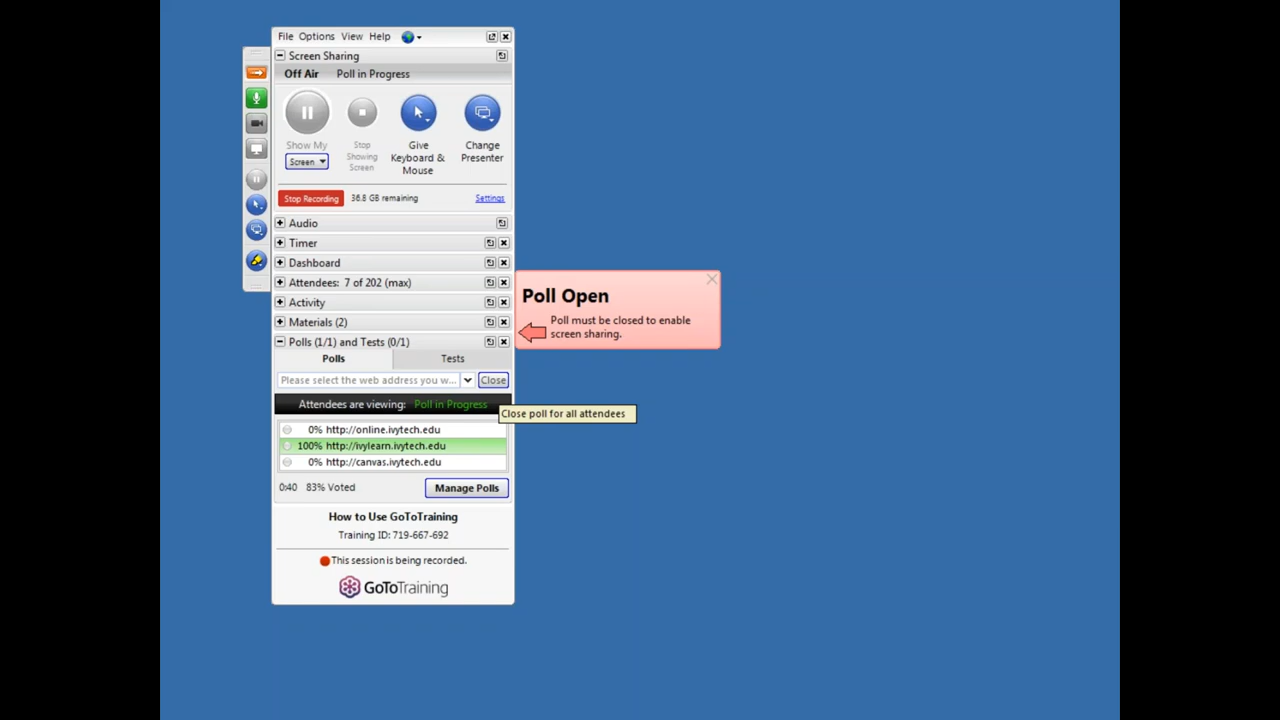 File Options View Help
Screen Sharing
Off Air Poll in Progress
Show My
Screen
Stop
Showing
Screen
Give
Keyboard &
Mouse
Change
Presenter
Stop Recording 36.8 GB remaining Settings
Audio
Timer
Dashboard
Attendees: 7 of 202 (max)
Activity
Materials (2)
Polls (1/1) and Tests (0/1)
Polls Tests
Please select the web address you w... Close
Attendees are viewing: Poll in Progress
0% http://online.ivytech.edu
100% http://ivylearn.ivytech.edu
0% http://canvas.ivytech.edu
0:40 83% Voted Manage Polls
How to Use GoToTraining
Training ID: 719-667-692
This session is being recorded.
GoToTraining
Poll Open
Poll must be closed to enable
screen sharing.
Close poll for all attendees